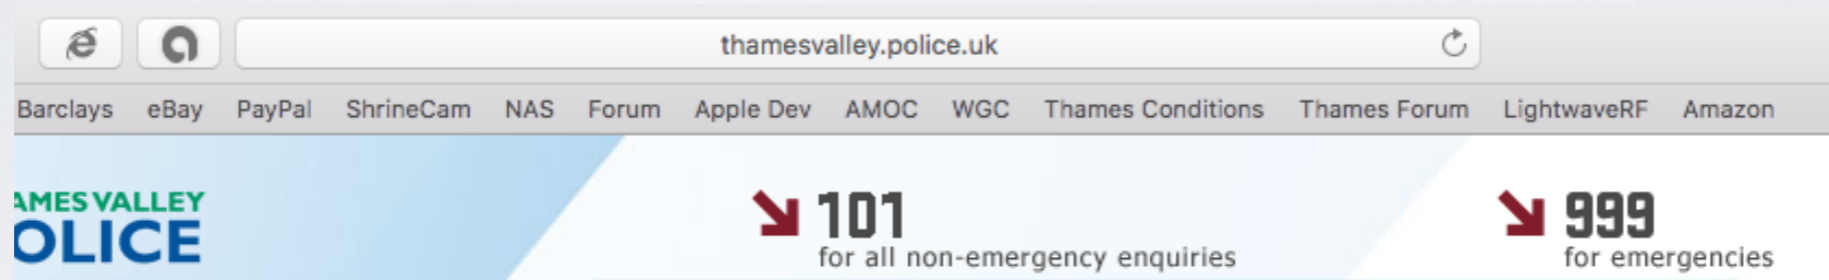 thamesvalley.police.uk
Barclays eBay PayPal ShrineCam NAS Forum Apple Dev AMOC WGC Thames Conditions Thames Forum LightwaveRF Amazon
AMES VALLEY
OLICE
101
for all non-emergency enquiries
999
for emergencies